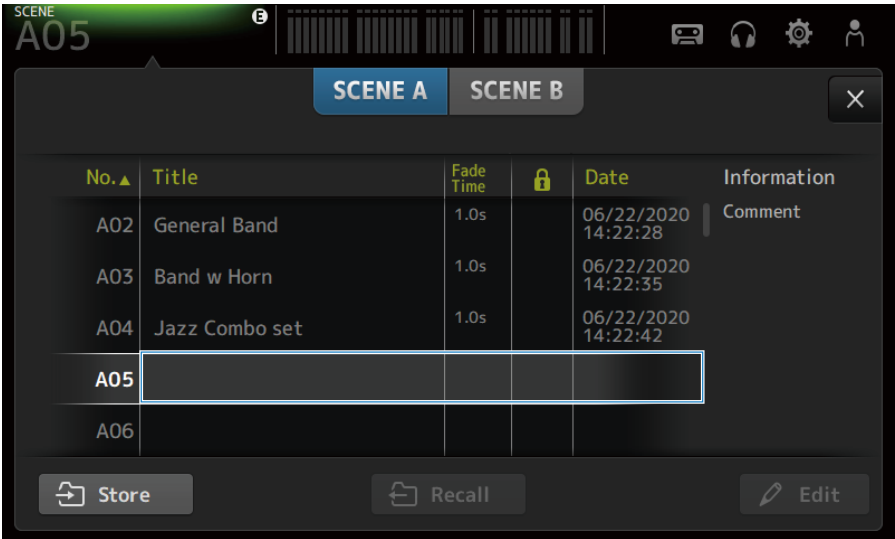 SCENE
A05
E
SCENE A SCENE B
No. Title Fade Time Date Information
A02 General Band 1.0s 06/22/2020 14:22:28 Comment
A03 Band w Horn 1.0s 06/22/2020 14:22:35
A04 Jazz Combo set 1.0s 06/22/2020 14:22:42
A05
A06
Store Recall Edit